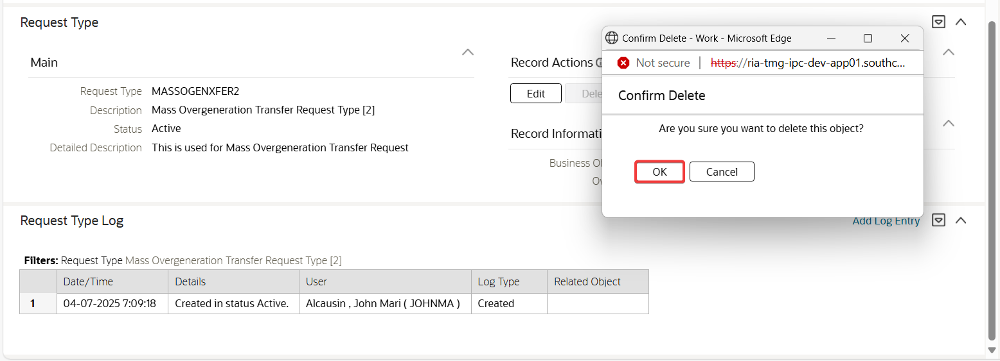 Request Type
Main
Request Type MASSOGENXFER2
Description Mass Overgeneration Transfer Request Type [2]
Status Active
Detailed Description This is used for Mass Overgeneration Transfer Request
Record Actions
Edit
Record Informati
Business
Confirm Delete - Work - Microsoft Edge
Not secure https://ria-tmg-ipc-dev-app01.southc...
Confirm Delete
Are you sure you want to delete this object?
OK Cancel
Request Type Log
Add Log Entry
Filters: Request Type Mass Overgeneration Transfer Request Type [2]
Date/Time Details User Log Type Related Object
1 04-07-2025 7:09:18 Created in status Active. Alcausin , John Mari ( JOHNMA ) Created